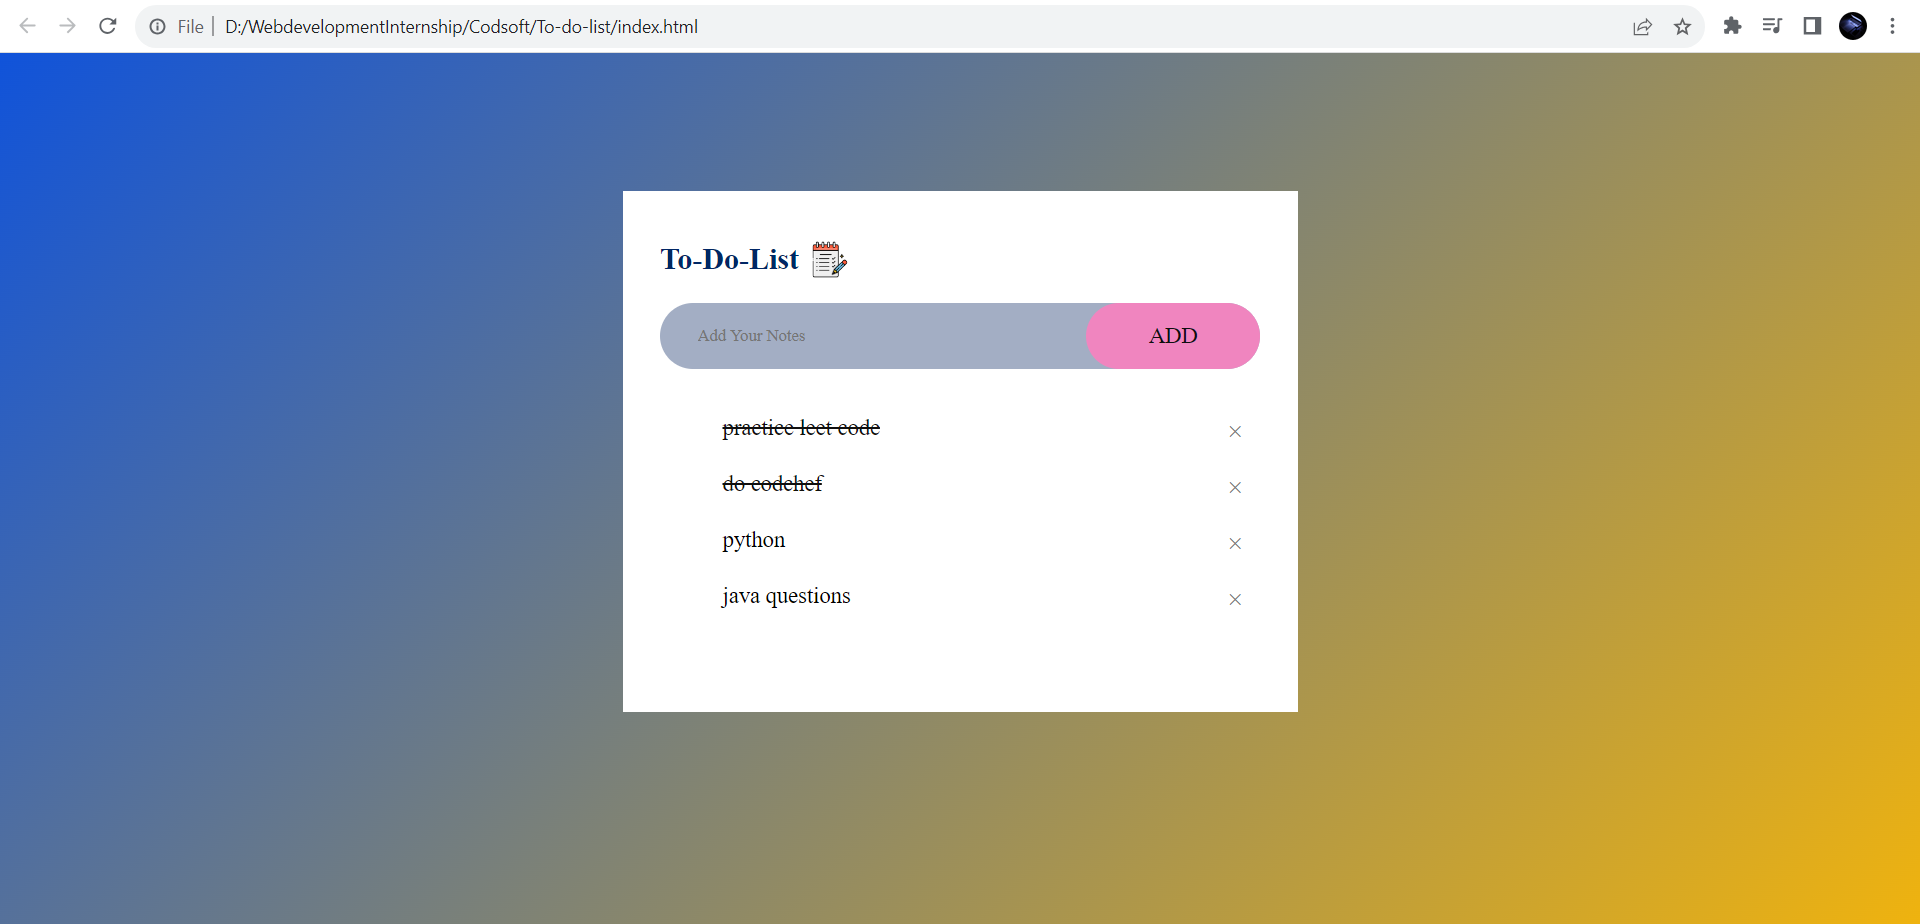 File D:/WebdevelopmentInternship/Codsoft/To-do-list/index.html
To-Do-List
Add Your Notes
ADD
practice leet code
do codechef
python
java questions